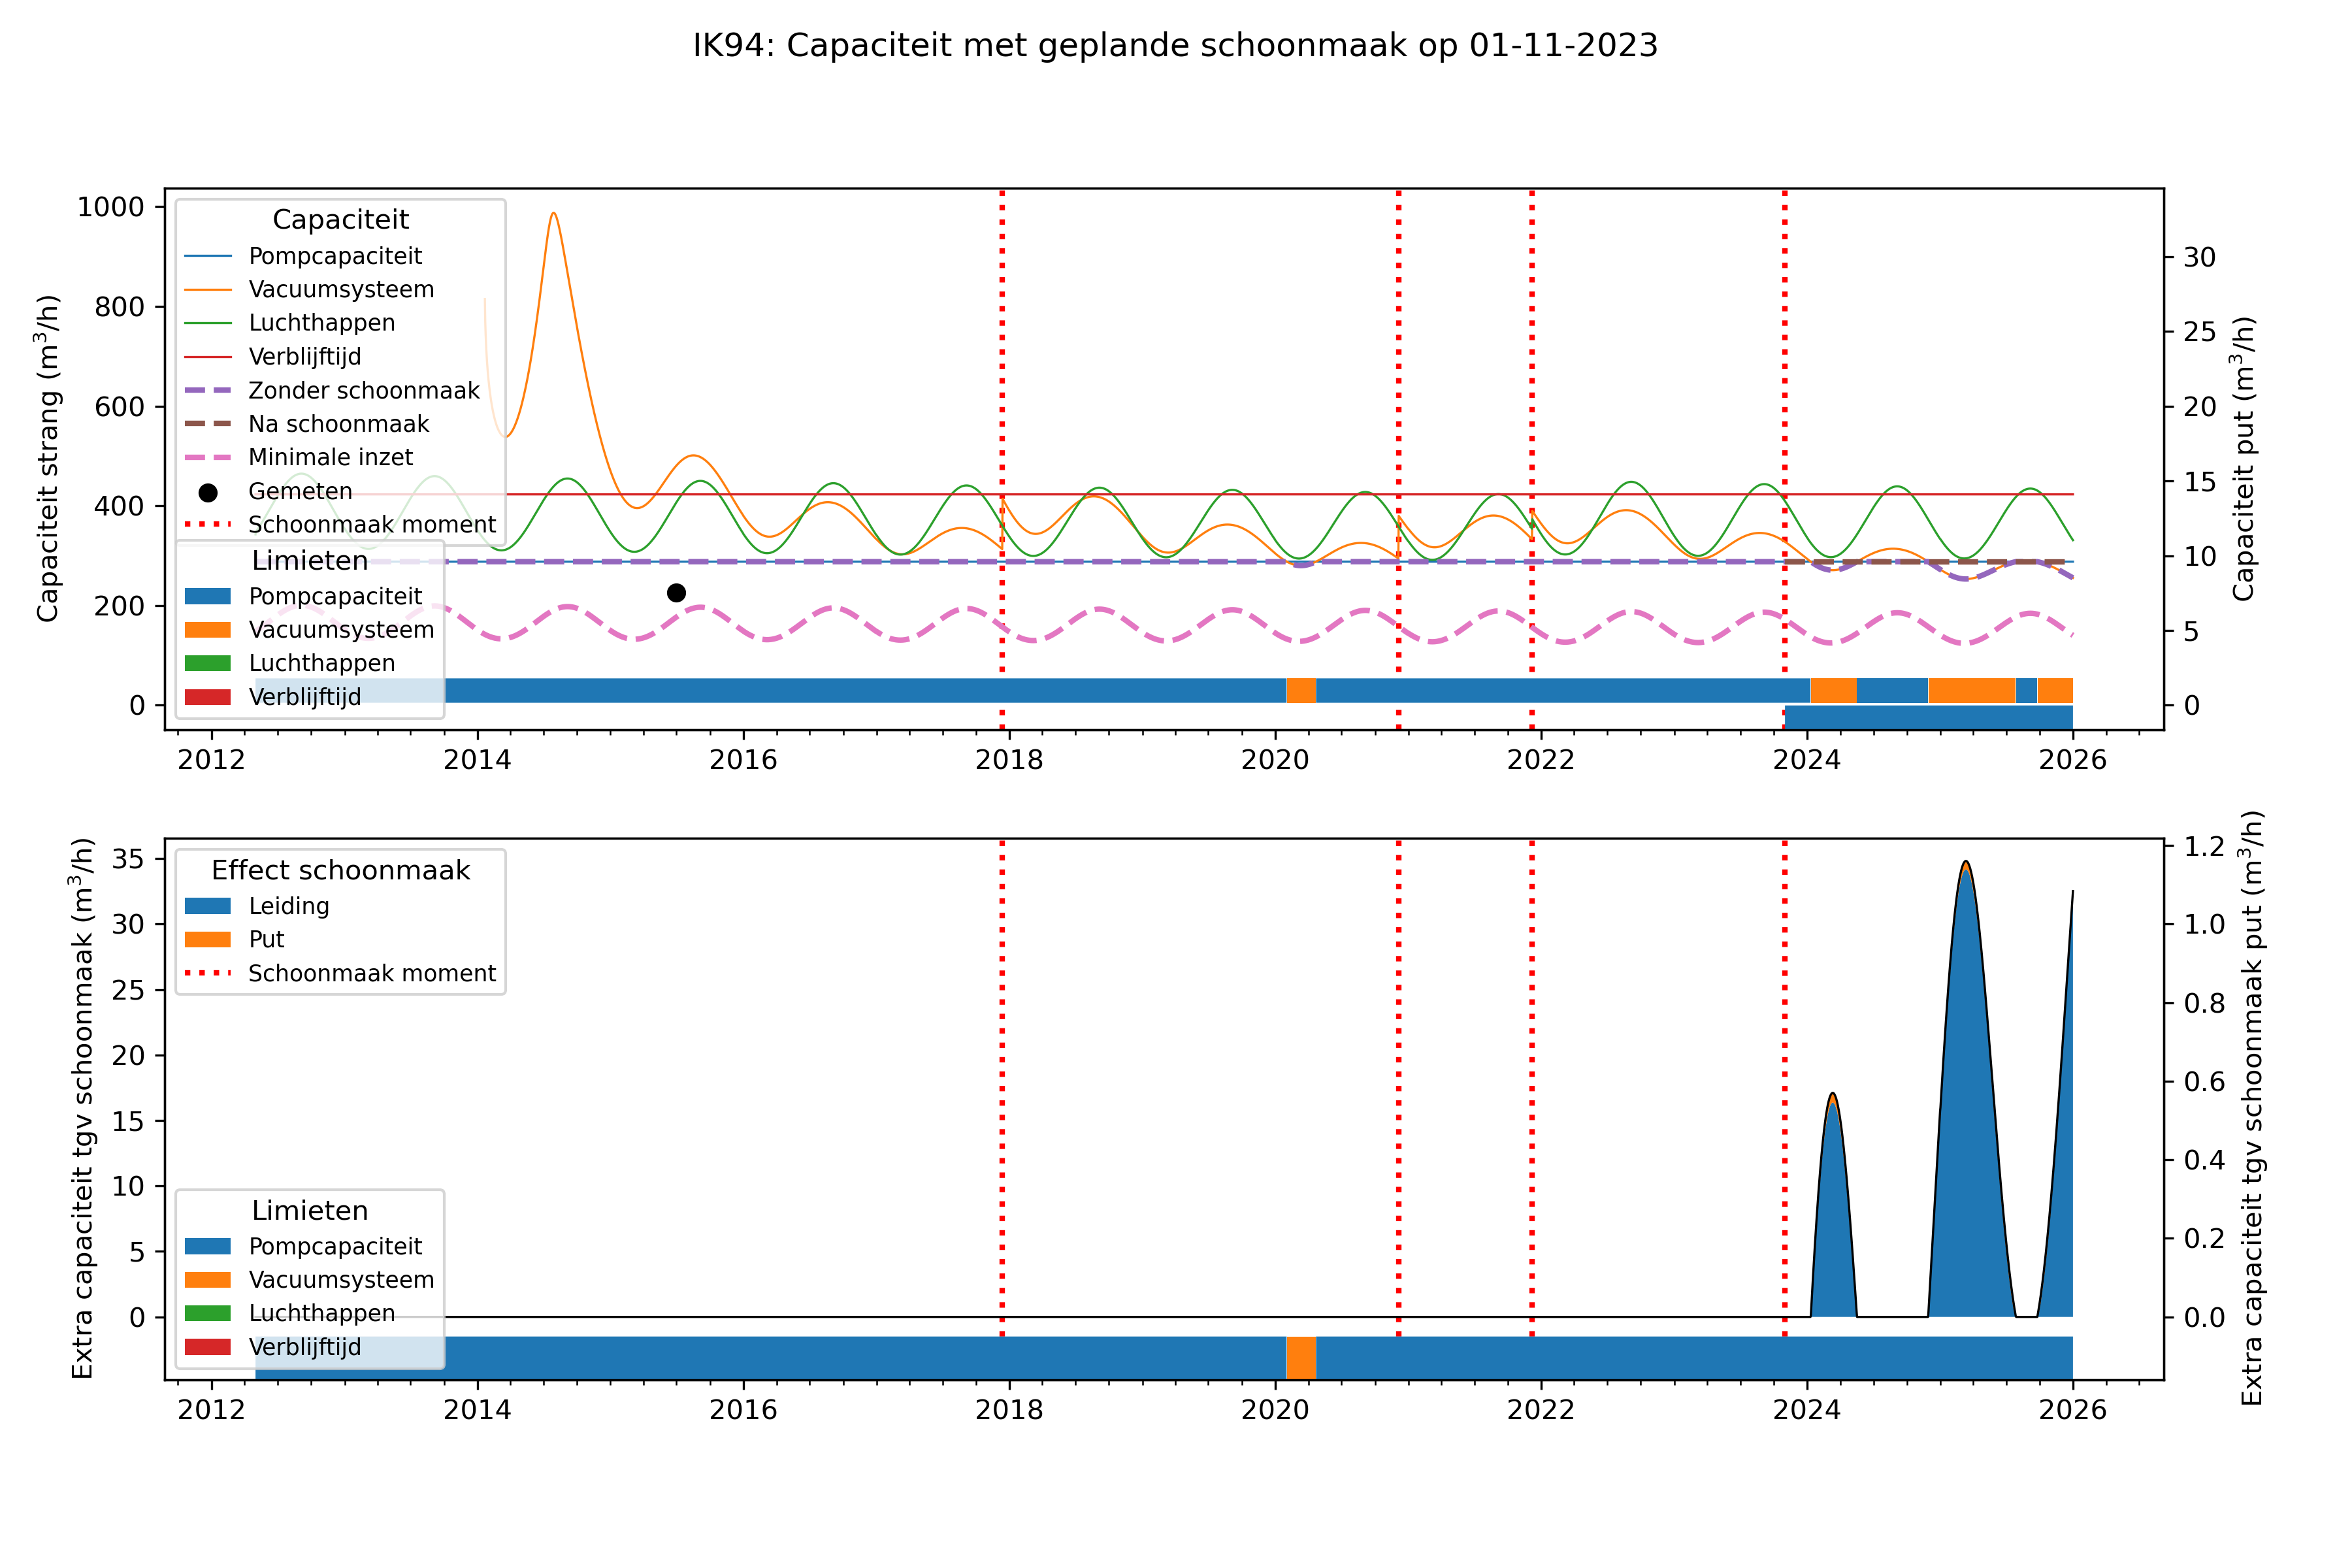 IK94: Capaciteit met geplande schoonmaak op 01-11-2023
Capaciteit strang (m³/h)
1000
800
600
400
200
0
Capaciteit
Pompcapaciteit
Vacuumsysteem
Luchthappen
Verblijftijd
Zonder schoonmaak
Na schoonmaak
Minimale inzet
Gemeten
Schoonmaak moment
Limieten
Pompcapaciteit
Vacuumsysteem
Luchthappen
Verblijftijd
30
25
20
15
10
5
0
Capaciteit put (m³/h)
2012 2014 2016 2018 2020 2022 2024 2026
Extra capaciteit tgv schoonmaak (m³/h)
35
30
25
20
15
10
5
0
Effect schoonmaak
Leiding
Put
Schoonmaak moment
Limieten
Pompcapaciteit
Vacuumsysteem
Luchthappen
Verblijftijd
1.2
1.0
0.8
0.6
0.4
0.2
0.0
Extra capaciteit tgv schoonmaak put (m³/h)
2012 2014 2016 2018 2020 2022 2024 2026